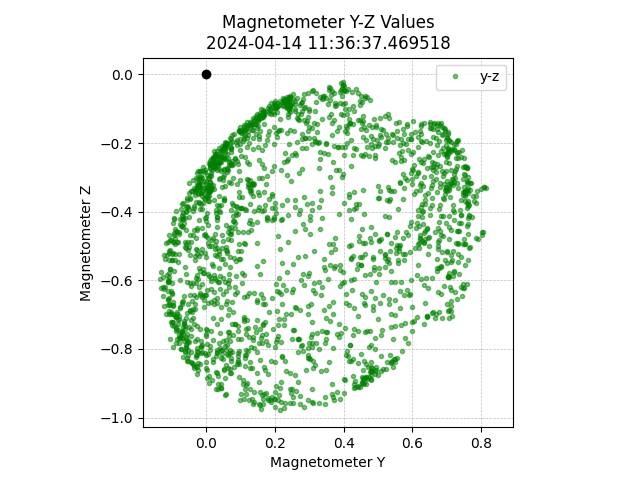 Magnetometer Y-Z Values
2024-04-14 11:36:37.469518
y-z
0.0
−0.2
−0.4
−0.6
−0.8
−1.0
Magnetometer Z
0.0 0.2 0.4 0.6 0.8
Magnetometer Y